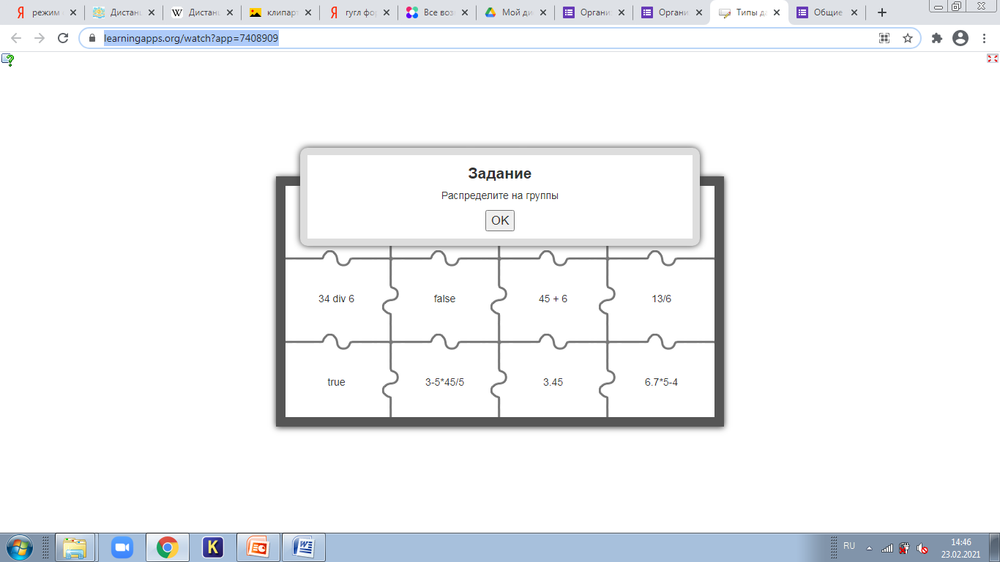 режим
Дистан
Дистан
клипар
гугл фо
Все воз
Мой ди
Органи
Органи
Типы да
Общие
learningapps.org/watch?app=7408909
Задание
Распределите на группы
OK
34 div 6
false
45 + 6
13/6
true
3-5*45/5
3.45
6.7*5-4
RU
14:46
23.02.2021